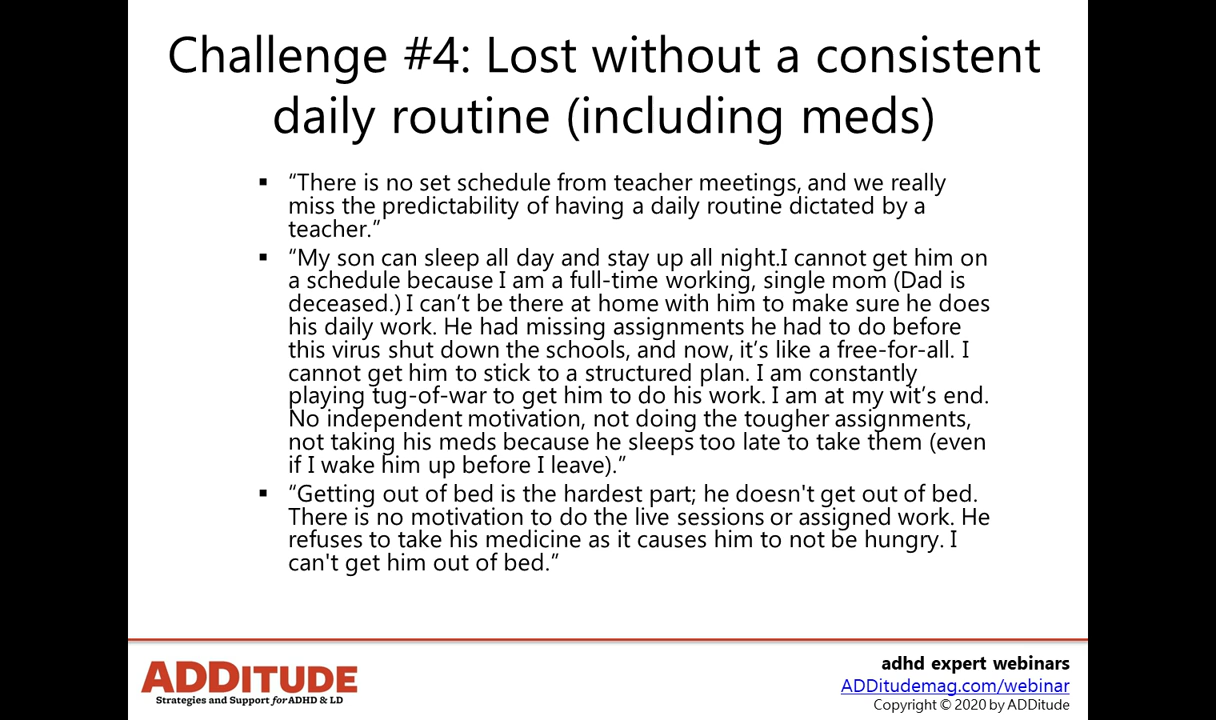 Challenge #4: Lost without a consistent
daily routine (including meds)
▪ “There is no set schedule from teacher meetings, and we really
miss the predictability of having a daily routine dictated by a
teacher.”
▪ “My son can sleep all day and stay up all night.I cannot get him on
a schedule because I am a full-time working, single mom (Dad is
deceased.) I can’t be there at home with him to make sure he does
his daily work. He had missing assignments he had to do before
this virus shut down the schools, and now, it’s like a free-for-all. I
cannot get him to stick to a structured plan. I am constantly
playing tug-of-war to get him to do his work. I am at my wit’s end.
No independent motivation, not doing the tougher assignments,
not taking his meds because he sleeps too late to take them (even
if I wake him up before I leave).”
▪ “Getting out of bed is the hardest part; he doesn't get out of bed.
There is no motivation to do the live sessions or assigned work. He
refuses to take his medicine as it causes him to not be hungry. I
can't get him out of bed.”
ADDITUDE
Strategies and Support for ADHD & LD
adhd expert webinars
ADDitudemag.com/webinar
Copyright © 2020 by ADDitude